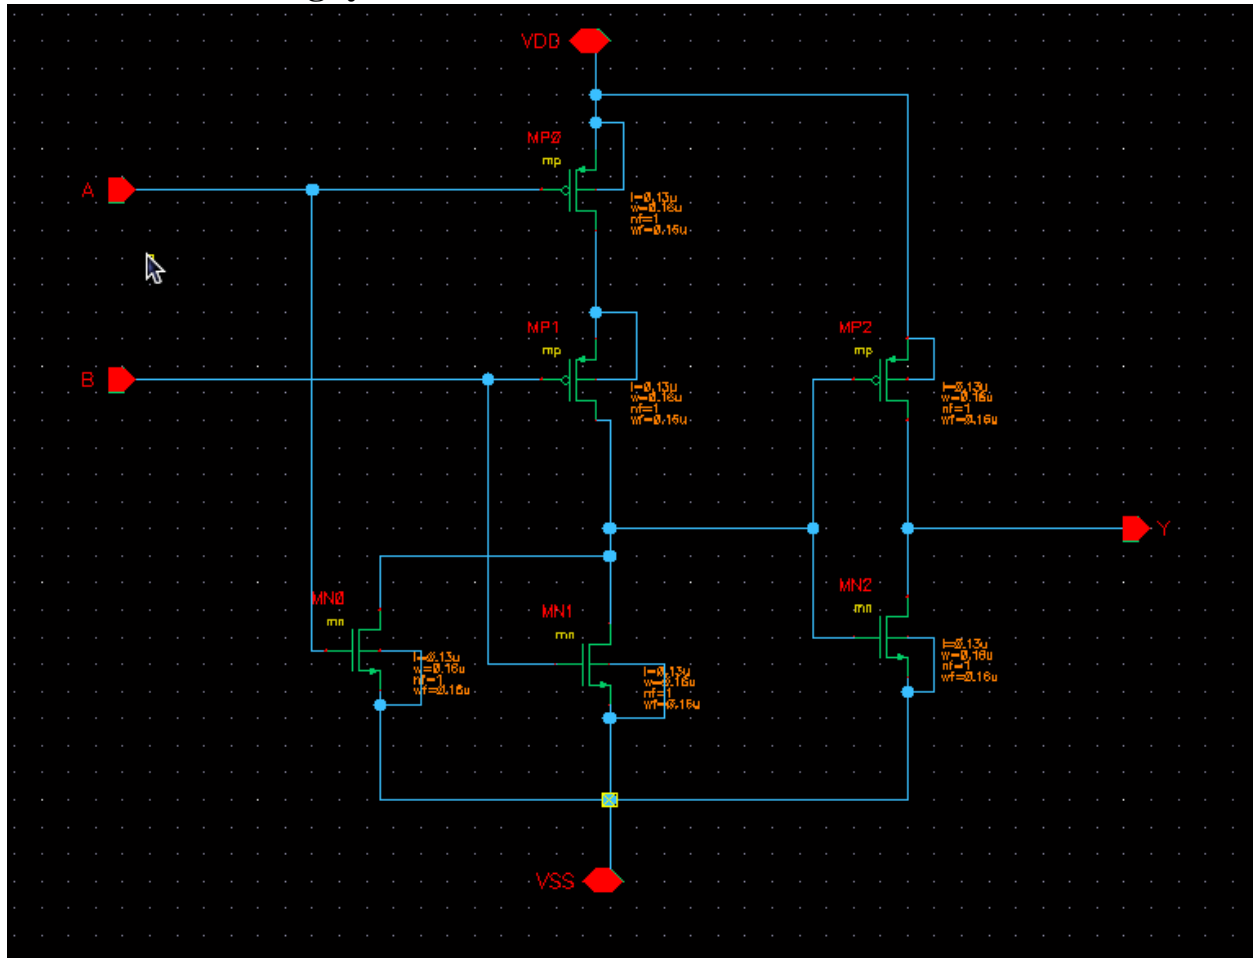 VDD
MPØ
mp
A
l=0.13u
w=0.16u
nf=1
wf=0.16u
MP1
mp
B
l=0.13u
w=0.16u
nf=1
wf=0.16u
MP2
mp
l=0.13u
w=0.16u
nf=1
wf=0.16u
Y
MNØ
mn
l=0.13u
w=0.16u
nf=1
wf=0.16u
MN1
mn
l=0.13u
w=0.16u
nf=1
wf=0.16u
MN2
mn
l=0.13u
w=0.16u
nf=1
wf=0.16u
VSS